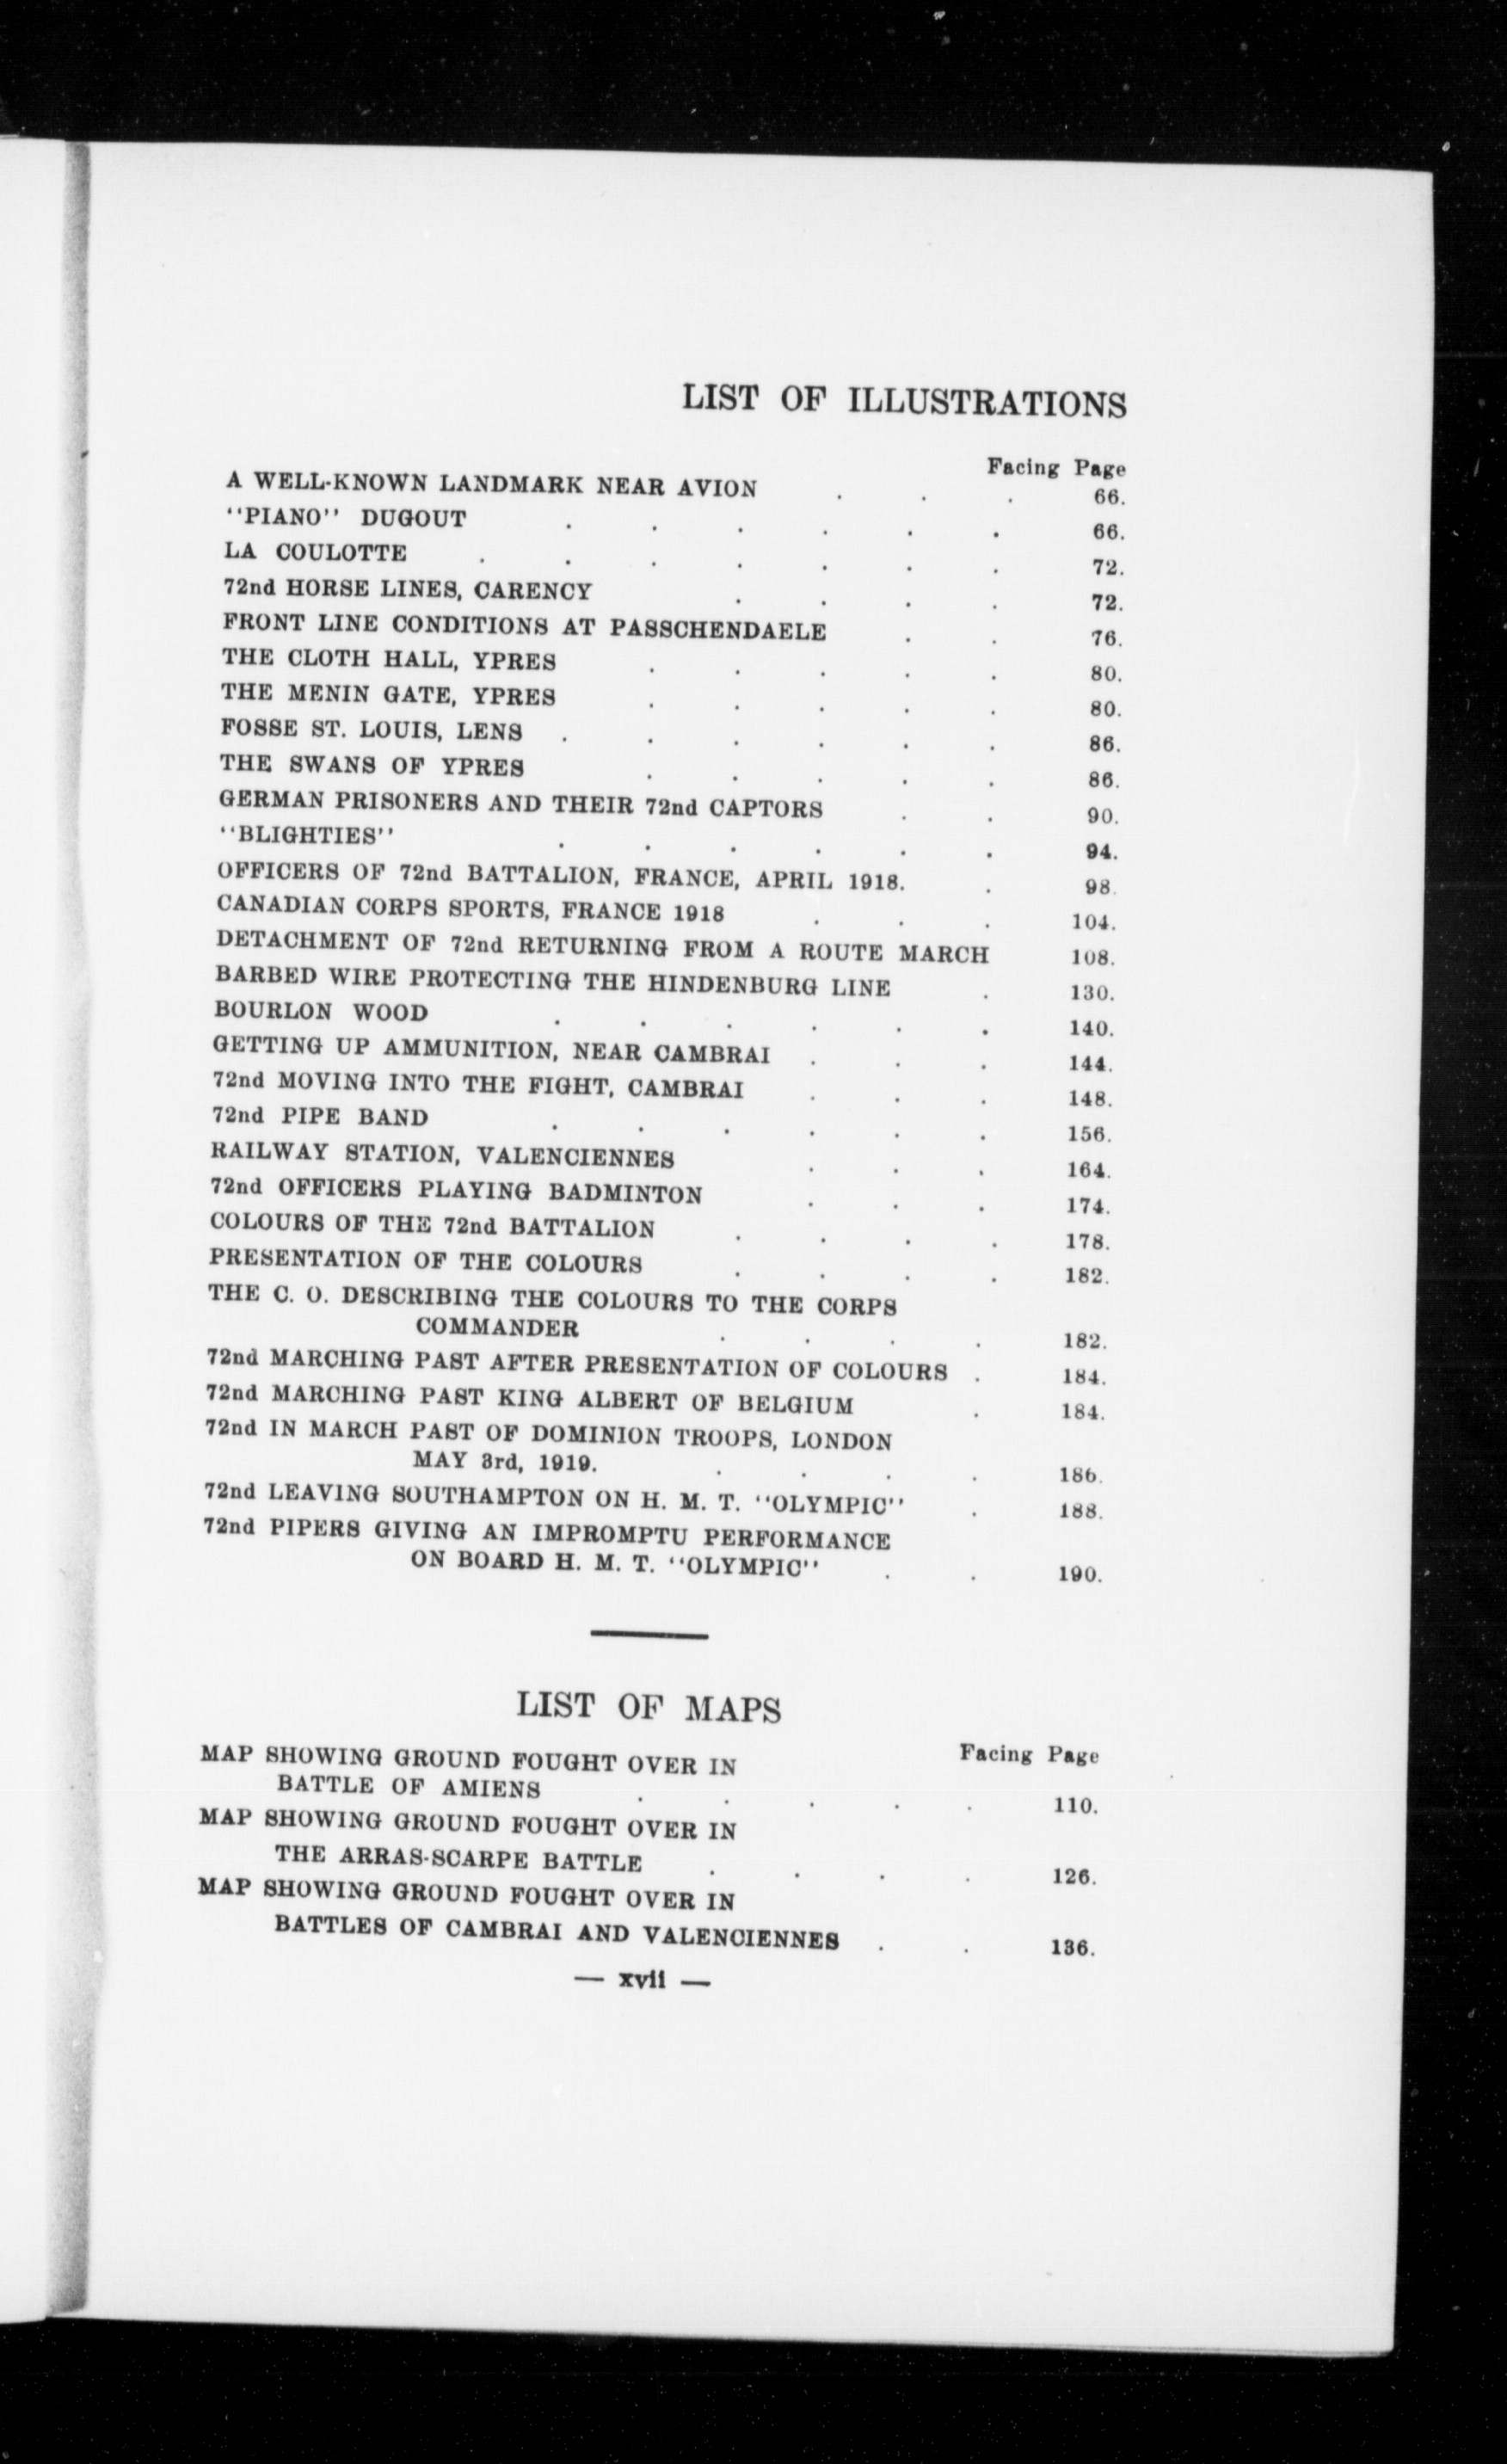 LIST OF ILLUSTRATIONS
Facing Page
A WELL-KNOWN LANDMARK NEAR AVION . . . 66.
"PIANO" DUGOUT . . . . . . 66.
LA COULOTTE . . . . . . . 72.
72nd HORSE LINES, CARENCY . . . . 72.
FRONT LINE CONDITIONS AT PASSCHENDAELE . . 76.
THE CLOTH HALL, YPRES . . . . . 80.
THE MENIN GATE, YPRES . . . . . 80.
FOSSE ST. LOUIS, LENS . . . . . . 86.
THE SWANS OF YPRES . . . . . 86.
GERMAN PRISONERS AND THEIR 72nd CAPTORS . . 90.
"BLIGHTIES" . . . . . . 94.
OFFICERS OF 72nd BATTALION, FRANCE, APRIL 1918. . 98.
CANADIAN CORPS SPORTS, FRANCE 1918 . . . 104.
DETACHMENT OF 72nd RETURNING FROM A ROUTE MARCH 108.
BARBED WIRE PROTECTING THE HINDENBURG LINE . 130.
BOURLON WOOD . . . . . . 140.
GETTING UP AMMUNITION, NEAR CAMBRAI . . . 144.
72nd MOVING INTO THE FIGHT, CAMBRAI . . . 148.
72nd PIPE BAND . . . . . . 156.
RAILWAY STATION, VALENCIENNES . . . 164.
72nd OFFICERS PLAYING BADMINTON . . . 174.
COLOURS OF THE 72nd BATTALION . . . . 178.
PRESENTATION OF THE COLOURS . . . . 182.
THE C. O. DESCRIBING THE COLOURS TO THE CORPS
COMMANDER . . . . 182.
72nd MARCHING PAST AFTER PRESENTATION OF COLOURS . 184.
72nd MARCHING PAST KING ALBERT OF BELGIUM . 184.
72nd IN MARCH PAST OF DOMINION TROOPS, LONDON
MAY 3rd, 1919. . . . . 186.
72nd LEAVING SOUTHAMPTON ON H. M. T. "OLYMPIC" . 188.
72nd PIPERS GIVING AN IMPROMPTU PERFORMANCE
ON BOARD H. M. T. "OLYMPIC" . . 190.
LIST OF MAPS
Facing Page
MAP SHOWING GROUND FOUGHT OVER IN
BATTLE OF AMIENS . . . . . 110.
MAP SHOWING GROUND FOUGHT OVER IN
THE ARRAS-SCARPE BATTLE . . . . 126.
MAP SHOWING GROUND FOUGHT OVER IN
BATTLES OF CAMBRAI AND VALENCIENNES . . 136.
— xvii —